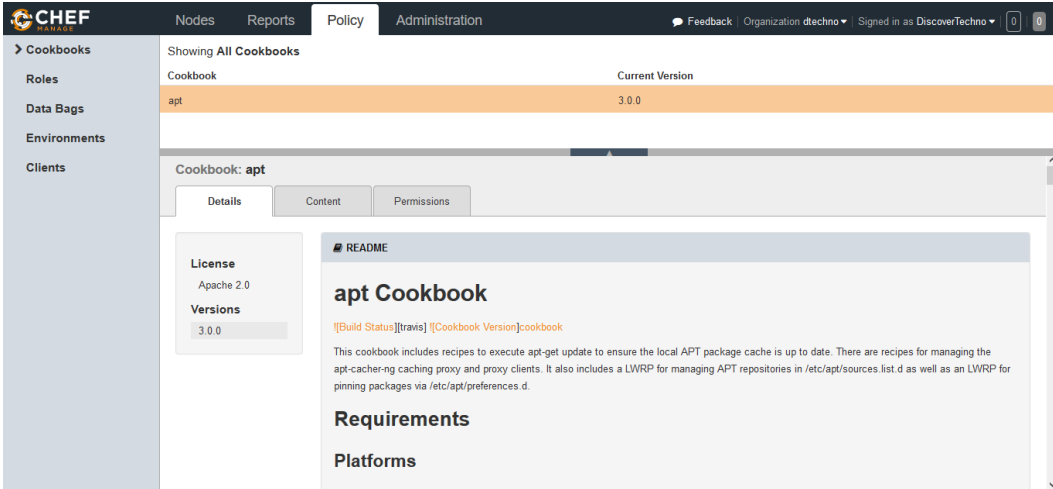 CHEF
MANAGE
Nodes Reports Policy Administration Feedback Organization dtechno Signed in as DiscoverTechno 0 0
Cookbooks
Roles
Data Bags
Environments
Clients
Showing All Cookbooks
Cookbook Current Version
apt 3.0.0
Cookbook: apt
Details Content Permissions
License
Apache 2.0
Versions
3.0.0
README
apt Cookbook
![Build Status][travis] ![Cookbook Version]cookbook
This cookbook includes recipes to execute apt-get update to ensure the local APT package cache is up to date. There are recipes for managing the
apt-cacher-ng caching proxy and proxy clients. It also includes a LWRP for managing APT repositories in /etc/apt/sources.list.d as well as an LWRP for
pinning packages via /etc/apt/preferences.d.
Requirements
Platforms